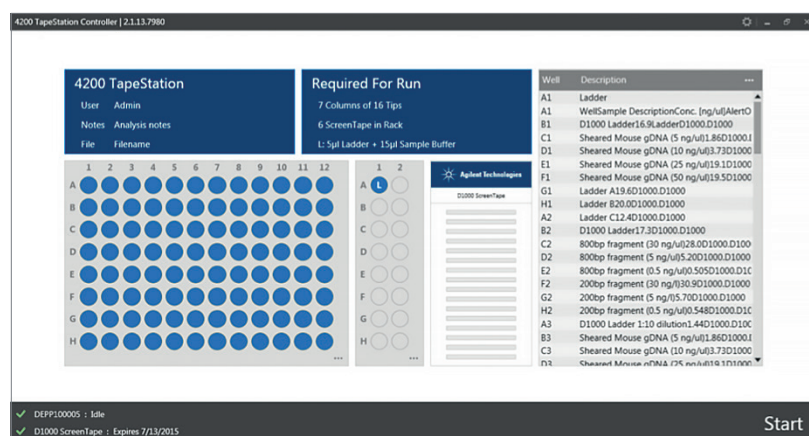 4200 TapeStation Controller | 2.1.13.7980
4200 TapeStation
User Admin
Notes Analysis notes
File Filename
Required For Run
7 Columns of 16 Tips
6 ScreenTape in Rack
L: 5µl Ladder + 15µl Sample Buffer
1 2 3 4 5 6 7 8 9 10 11 12
A
B
C
D
E
F
G
H
...
1 2
A L
B
C
D
E
F
G
H
...
Agilent Technologies
D1000 ScreenTape
Well Description ...
A1 Ladder
A1 WellSample DescriptionConc. [ng/ul]AlertO
B1 D1000 Ladder16.9LadderD1000.D1000
C1 Sheared Mouse gDNA (5 ng/ul)1.86D1000.
D1 Sheared Mouse gDNA (10 ng/ul)3.73D1000
E1 Sheared Mouse gDNA (25 ng/ul)19.1D1000
F1 Sheared Mouse gDNA (50 ng/ul)19.5D1000
G1 Ladder A19.6D1000.D1000
H1 Ladder B20.0D1000.D1000
A2 Ladder C12.4D1000.D1000
B2 D1000 Ladder17.3D1000.D1000
C2 800bp fragment (30 ng/ul)28.0D1000.D100
D2 800bp fragment (5 ng/ul)5.20D1000.D1000
E2 800bp fragment (0.5 ng/ul)0.505D1000.D1C
F2 200bp fragment (30 ng/l)30.9D1000.D1000
G2 200bp fragment (5 ng/l)5.70D1000.D1000
H2 200bp fragment (0.5 ng/ul)0.548D1000.D1C
A3 D1000 Ladder 1:10 dilution1.44D1000.D10C
B3 Sheared Mouse gDNA (5 ng/ul)1.86D1000.
C3 Sheared Mouse gDNA (10 ng/ul)3.73D1000
D3 Sheared Mouse gDNA (25 ng/ul)19.1D1000
DEPP100005 : Idle
D1000 ScreenTape : Expires 7/13/2015
Start